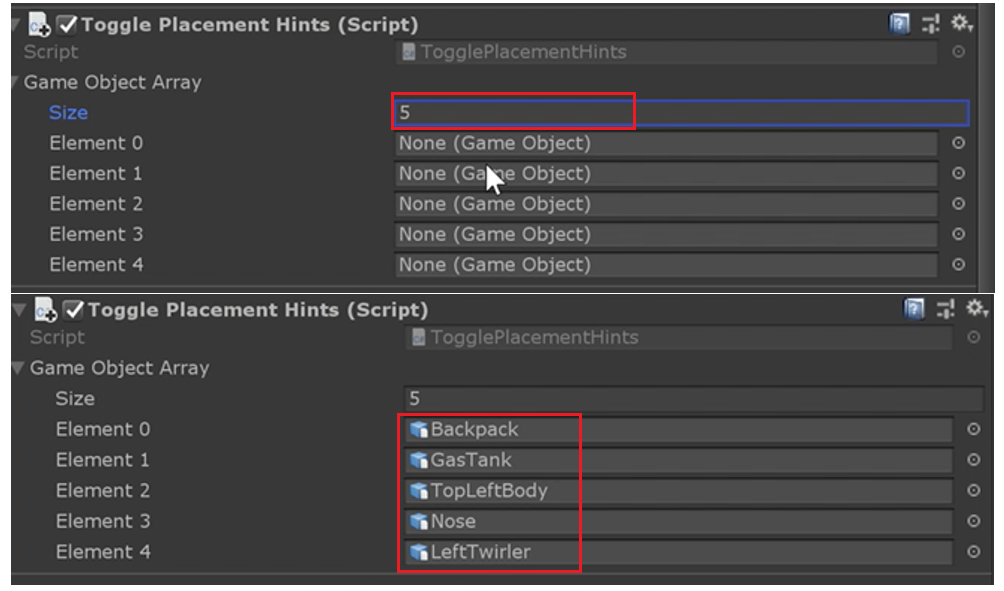 Toggle Placement Hints (Script)
Script TogglePlacementHints
Game Object Array
Size 5
Element 0 None (Game Object)
Element 1 None (Game Object)
Element 2 None (Game Object)
Element 3 None (Game Object)
Element 4 None (Game Object)
Toggle Placement Hints (Script)
Script TogglePlacementHints
Game Object Array
Size 5
Element 0 Backpack
Element 1 GasTank
Element 2 TopLeftBody
Element 3 Nose
Element 4 LeftTwirler